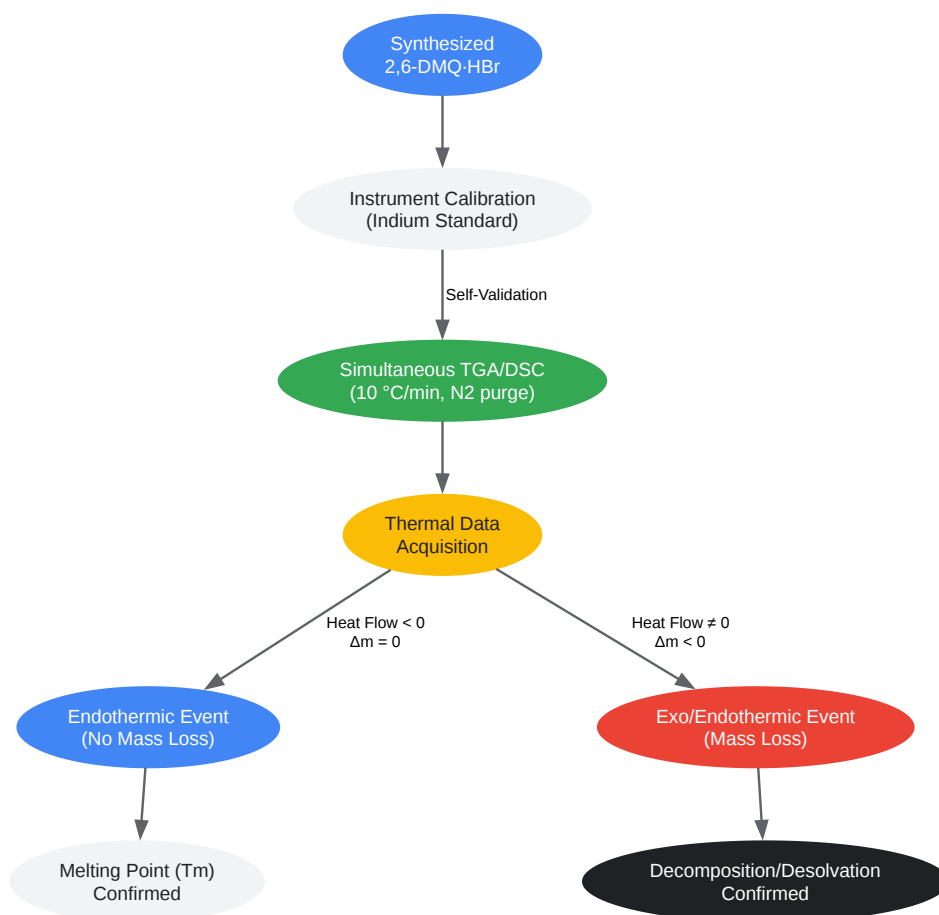 Synthesized
2,6-DMQ·HBr
Instrument Calibration
(Indium Standard)
Self-Validation
Simultaneous TGA/DSC
(10 °C/min, N2 purge)
Thermal Data
Acquisition
Heat Flow < 0
Δm = 0
Heat Flow ≠ 0
Δm < 0
Endothermic Event
(No Mass Loss)
Exo/Endothermic Event
(Mass Loss)
Melting Point (Tm)
Confirmed
Decomposition/Desolvation
Confirmed